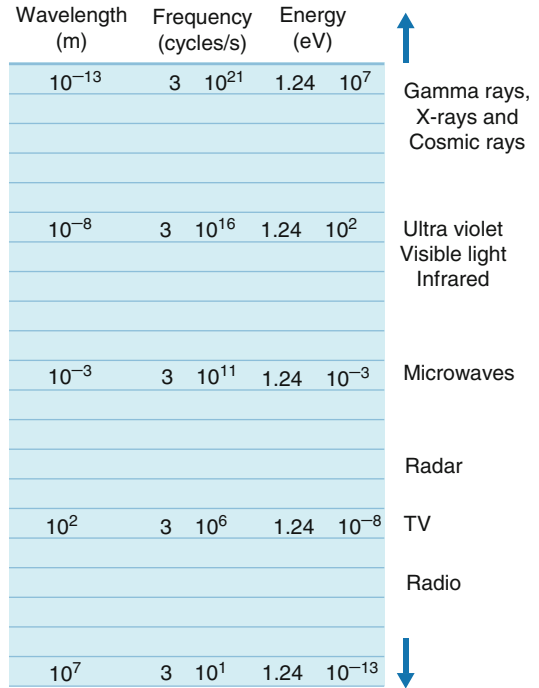 Wavelength (m) Frequency (cycles/s) Energy (eV)
10⁻¹³ 3 10²¹ 1.24 10⁷
Gamma rays,
X-rays and
Cosmic rays
10⁻⁸ 3 10¹⁶ 1.24 10² Ultra violet
Visible light
Infrared
10⁻³ 3 10¹¹ 1.24 10⁻³ Microwaves
Radar
10² 3 10⁶ 1.24 10⁻⁸ TV
Radio
10⁷ 3 10¹ 1.24 10⁻¹³